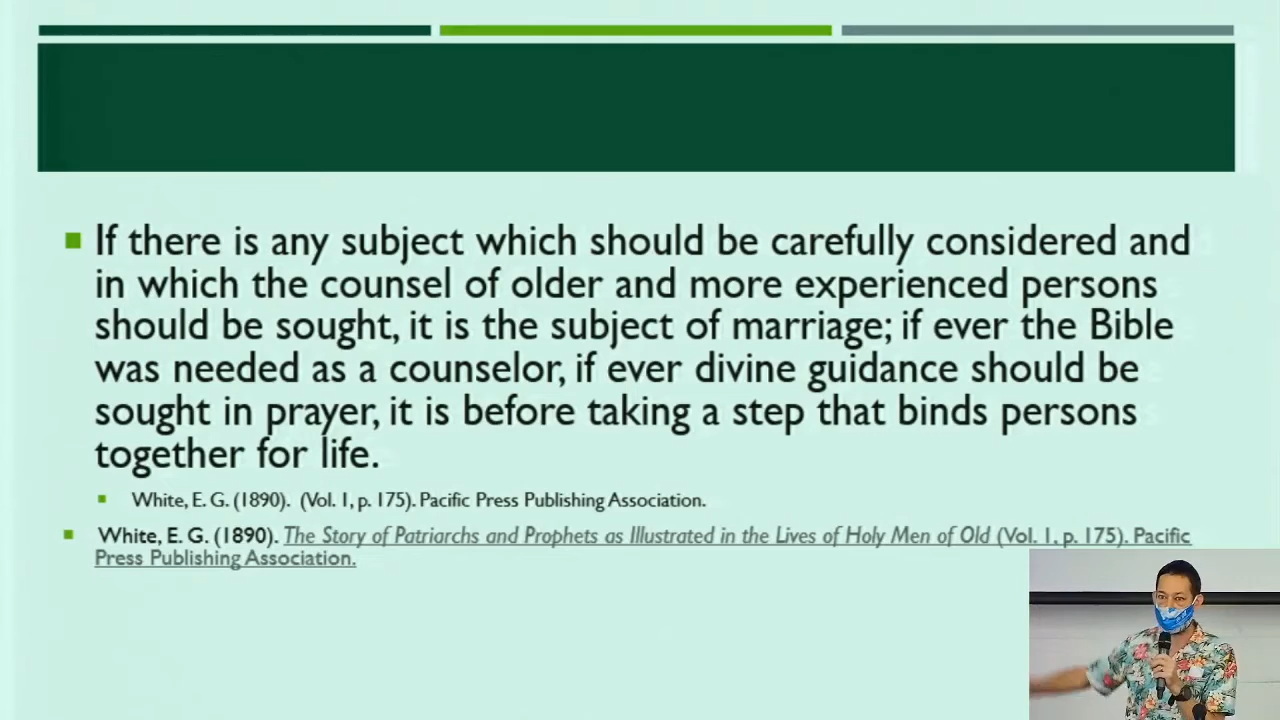 If there is any subject which should be carefully considered and
in which the counsel of older and more experienced persons
should be sought, it is the subject of marriage; if ever the Bible
was needed as a counselor, if ever divine guidance should be
sought in prayer, it is before taking a step that binds persons
together for life.
White, E. G. (1890). (Vol. 1, p. 175). Pacific Press Publishing Association.
White, E. G. (1890). The Story of Patriarchs and Prophets as Illustrated in the Lives of Holy Men of Old (Vol. 1, p. 175). Pacific
Press Publishing Association.